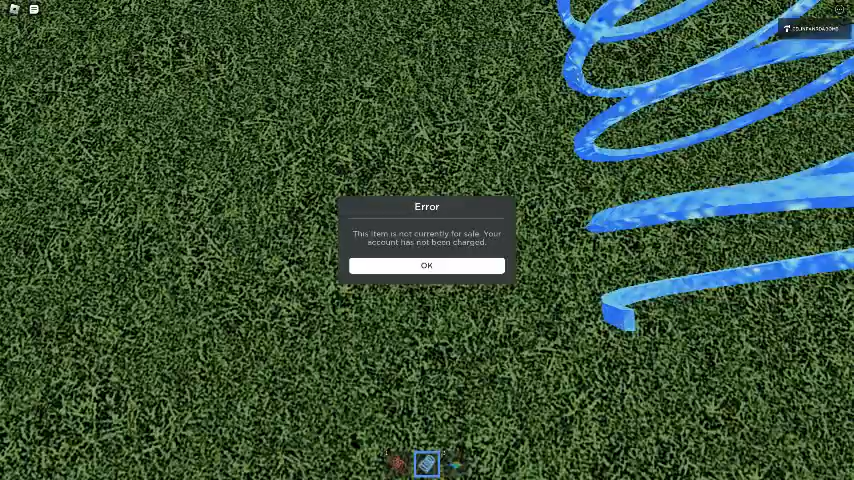 Error
This item is not currently for sale. Your
account has not been charged.
OK